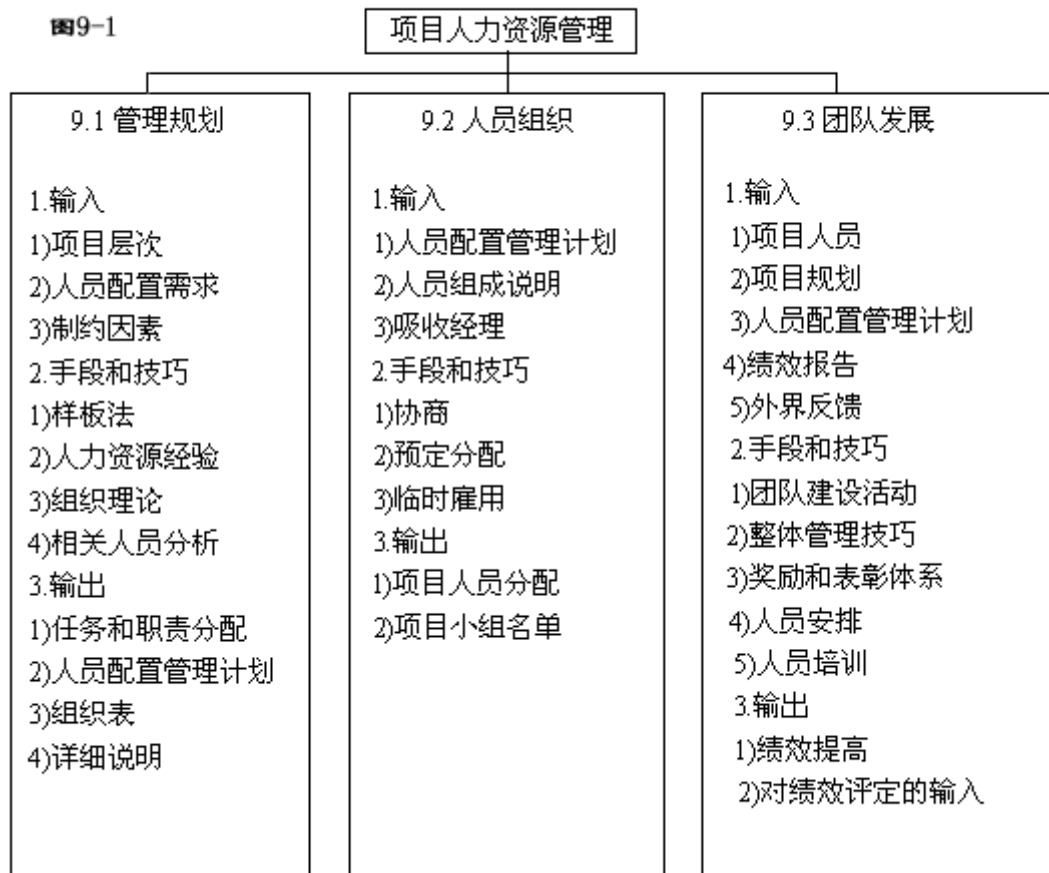 图9-1
项目人力资源管理
9.1 管理规划
1.输入
1)项目层次
2)人员配置需求
3)制约因素
2.手段和技巧
1)样板法
2)人力资源经验
3)组织理论
4)相关人员分析
3.输出
1)任务和职责分配
2)人员配置管理计划
3)组织表
4)详细说明
9.2 人员组织
1.输入
1)人员配置管理计划
2)人员组成说明
3)吸收经理
2.手段和技巧
1)协商
2)预定分配
3)临时雇用
3.输出
1)项目人员分配
2)项目小组名单
9.3 团队发展
1.输入
1)项目人员
2)项目规划
3)人员配置管理计划
4)绩效报告
5)外界反馈
2.手段和技巧
1)团队建设活动
2)整体管理技巧
3)奖励和表彰体系
4)人员安排
5)人员培训
3.输出
1)绩效提高
2)对绩效评定的输入